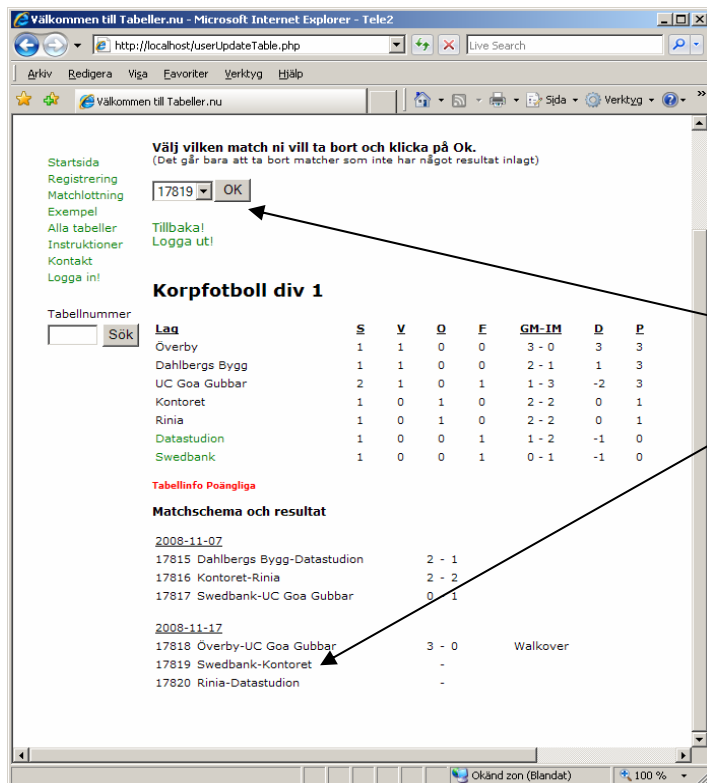 Välkommen till Tabeller.nu - Microsoft Internet Explorer - Tele2
http://localhost/userUpdateTable.php
Live Search
Arkiv Redigera Visa Favoriter Verktyg Hjälp
Välkommen till Tabeller.nu
Sida Verktyg »
Startsida
Registrering
Matchlottning
Exempel
Alla tabeller
Instruktioner
Kontakt
Logga in!
Tabellnummer
Sök
Välj vilken match ni vill ta bort och klicka på Ok.
(Det går bara att ta bort matcher som inte har något resultat inlagt)
17819 OK
Tillbaka!
Logga ut!
Korpfotboll div 1
Lag S V O F GM-IM D P
Överby 1 1 0 0 3 - 0 3 3
Dahlbergs Bygg 1 1 0 0 2 - 1 1 3
UC Goa Gubbar 2 1 0 1 1 - 3 -2 3
Kontoret 1 0 1 0 2 - 2 0 1
Rinia 1 0 1 0 2 - 2 0 1
Datastudion 1 0 0 1 1 - 2 -1 0
Swedbank 1 0 0 1 0 - 1 -1 0
Tabellinfo Poängliga
Matchschema och resultat
2008-11-07
17815 Dahlbergs Bygg-Datastudion 2 - 1
17816 Kontoret-Rinia 2 - 2
17817 Swedbank-UC Goa Gubbar 0 - 1
2008-11-17
17818 Överby-UC Goa Gubbar 3 - 0 Walkover
17819 Swedbank-Kontoret -
17820 Rinia-Datastudion -
Okänd zon (Blandat) 100 %